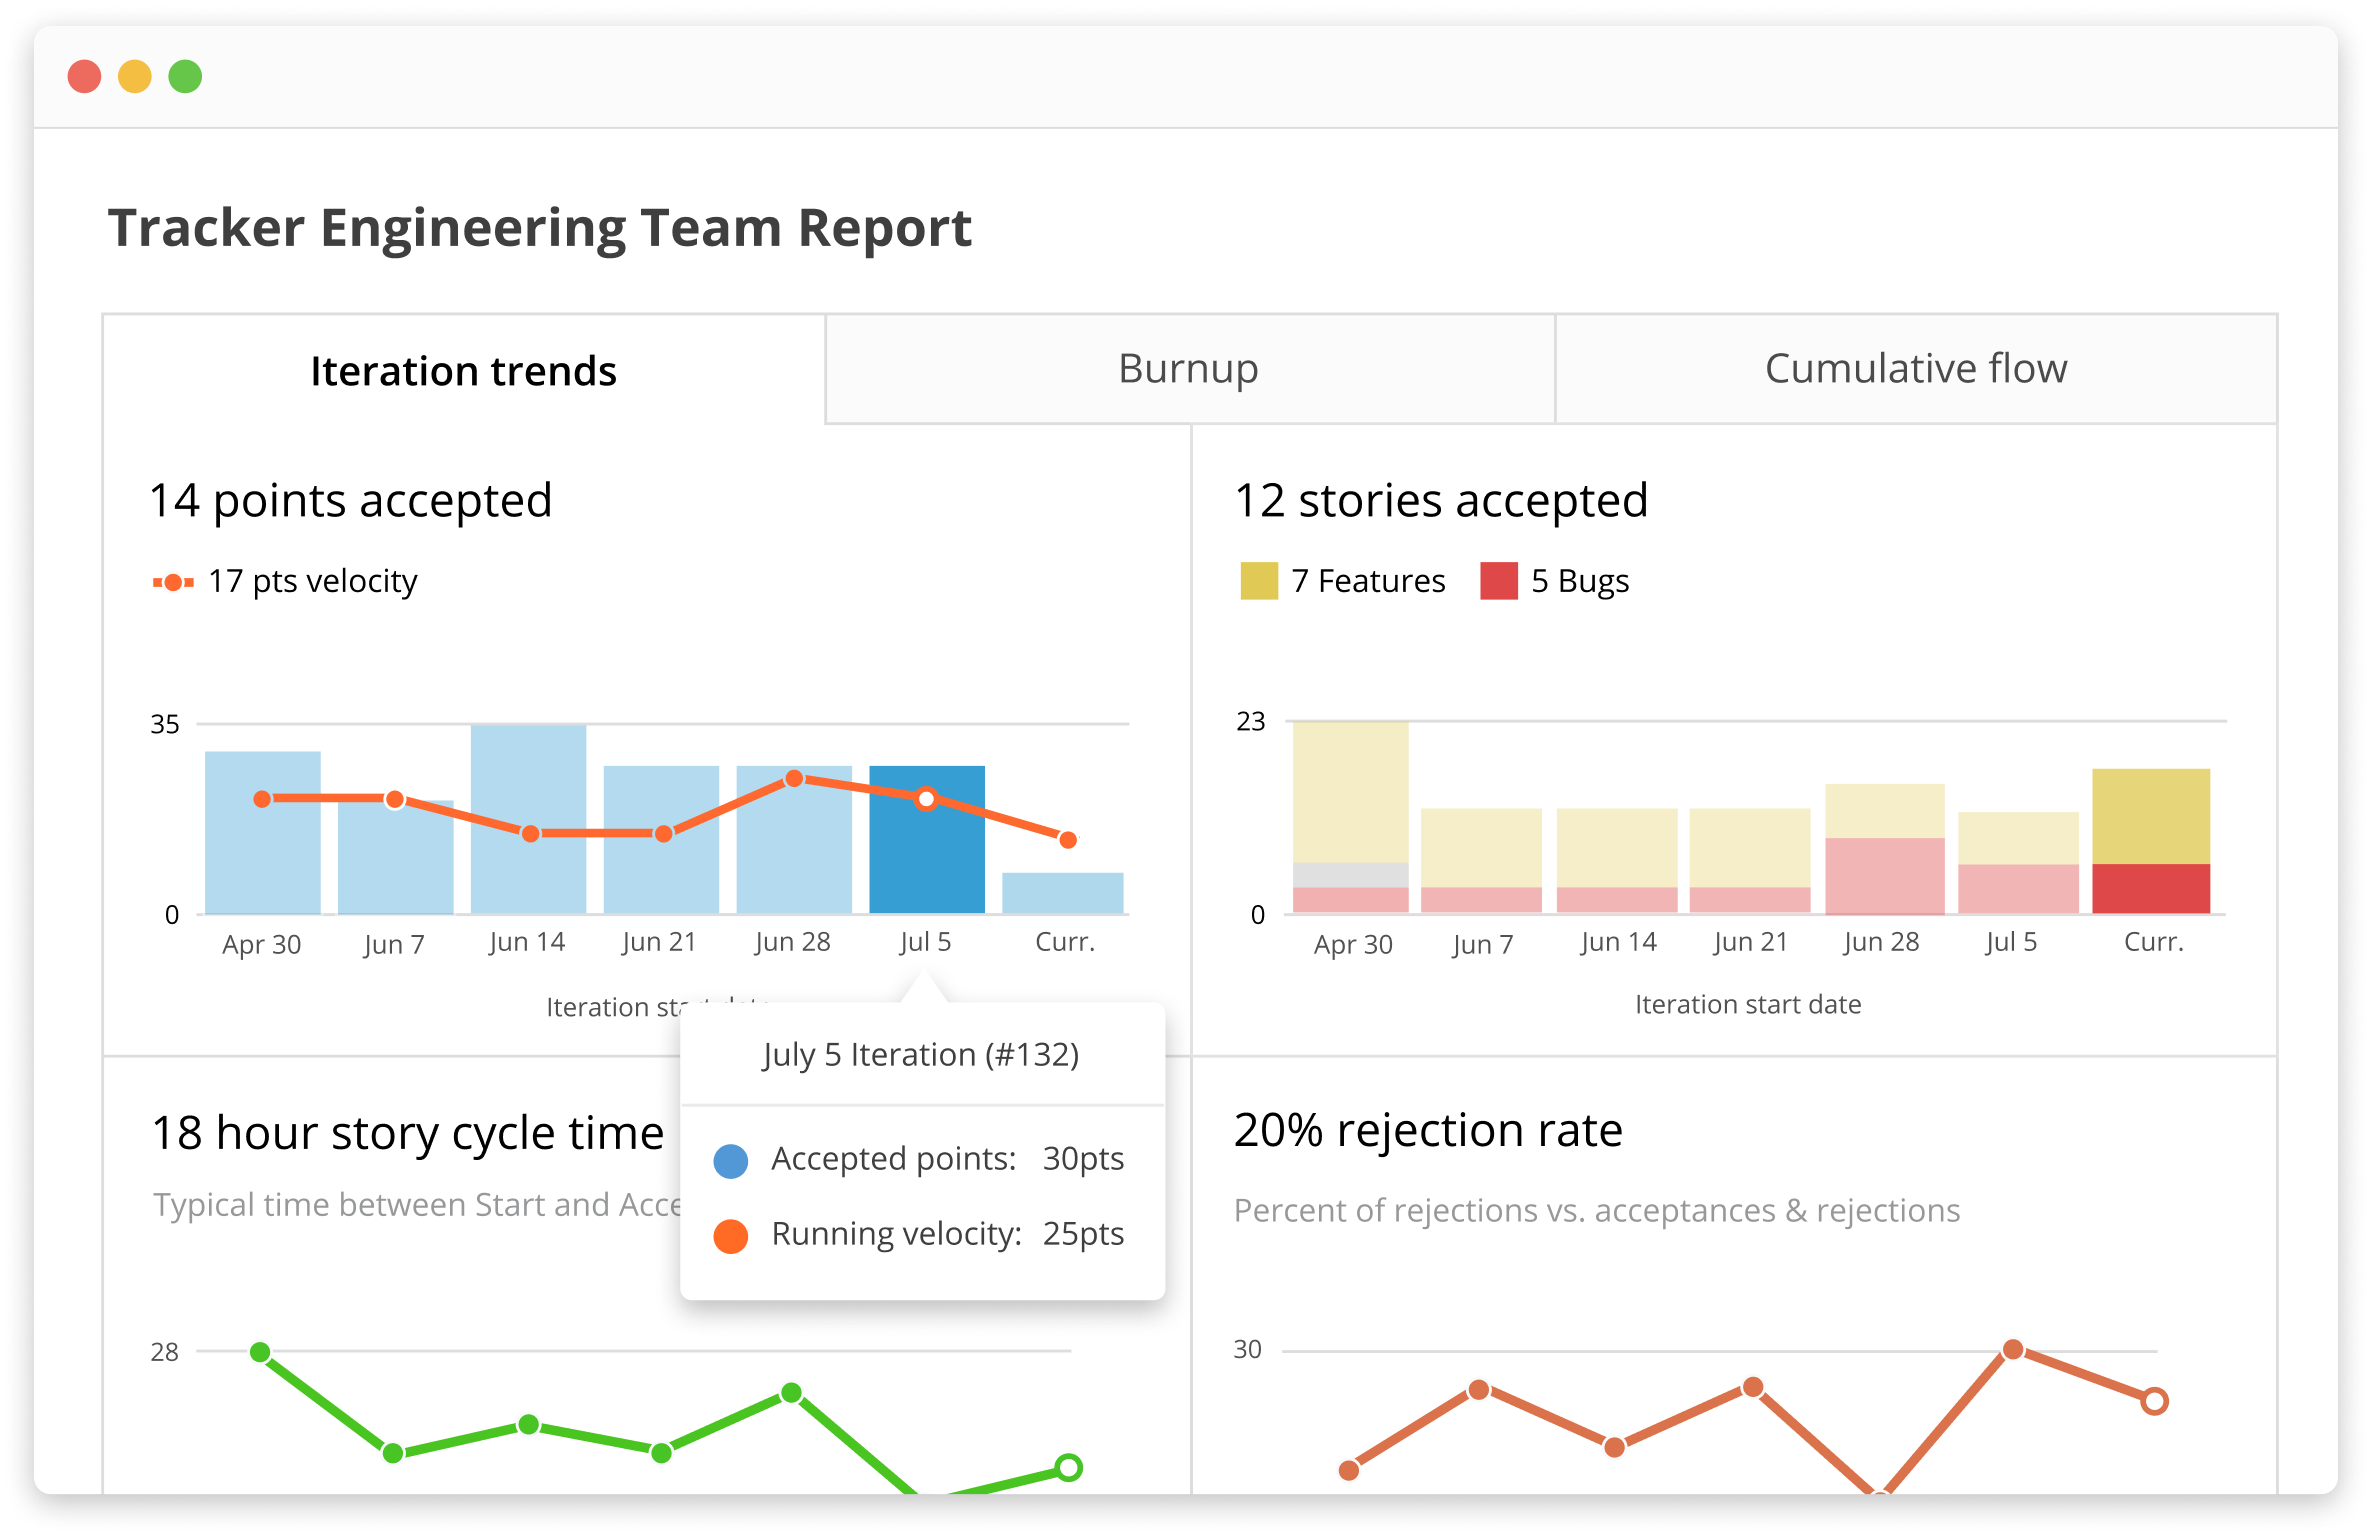 Tracker Engineering Team Report
Iteration trends
Burnup
Cumulative flow
14 points accepted
17 pts velocity
35
0
Apr 30
Jun 7
Jun 14
Jun 21
Jun 28
Jul 5
Curr.
Iteration start date
12 stories accepted
7 Features
5 Bugs
23
0
Apr 30
Jun 7
Jun 14
Jun 21
Jun 28
Jul 5
Curr.
Iteration start date
July 5 Iteration (#132)
Accepted points: 30pts
Running velocity: 25pts
18 hour story cycle time
Typical time between Start and Acce
28
20% rejection rate
Percent of rejections vs. acceptances & rejections
30